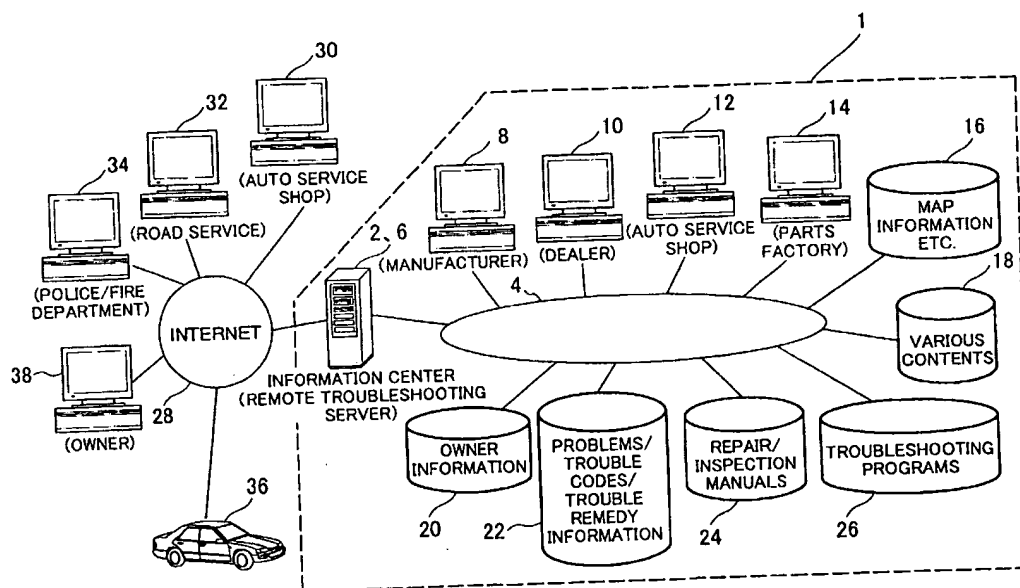 1
30
(AUTO SERVICE
SHOP)
32
(ROAD SERVICE)
34
(POLICE/FIRE
DEPARTMENT)
38
(OWNER)
INTERNET
28
36
2、6
INFORMATION CENTER
(REMOTE TROUBLESHOOTING
SERVER)
8
(MANUFACTURER)
10
(DEALER)
12
(AUTO SERVICE
SHOP)
14
(PARTS
FACTORY)
16
MAP
INFORMATION
ETC.
4
18
VARIOUS
CONTENTS
OWNER
INFORMATION
20
PROBLEMS/
TROUBLE
CODES/
TROUBLE
REMEDY
INFORMATION
22
REPAIR/
INSPECTION
MANUALS
24
TROUBLESHOOTING
PROGRAMS
26